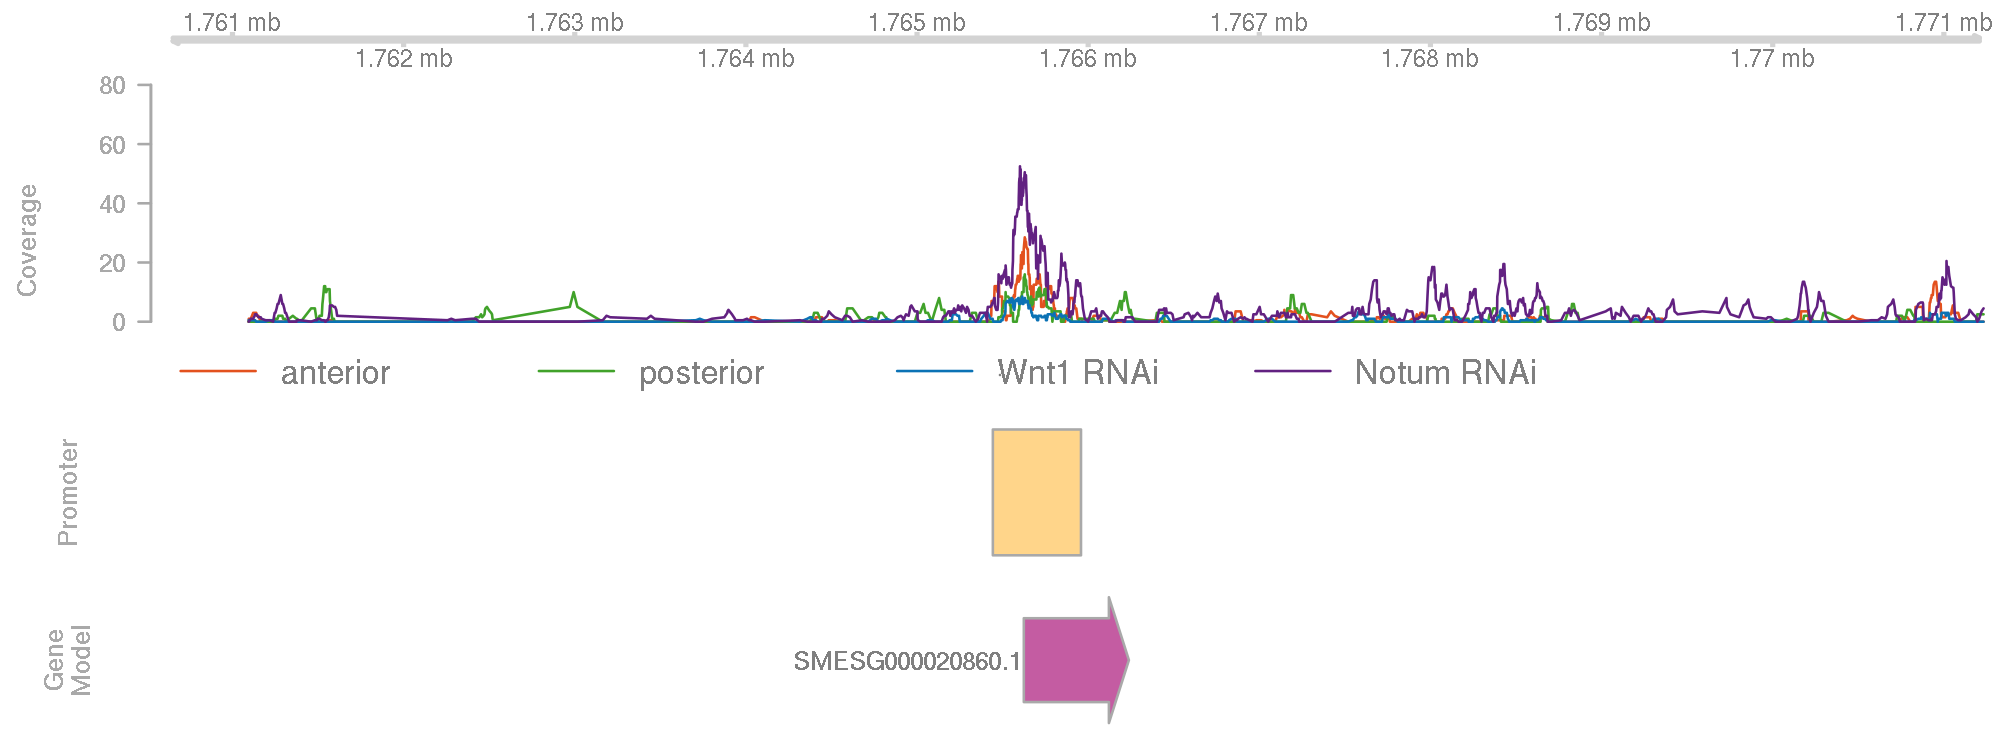 1.761 mb 1.763 mb 1.765 mb 1.767 mb 1.769 mb 1.771 mb
1.762 mb 1.764 mb 1.766 mb 1.768 mb 1.77 mb
80
60
40
20
0
Coverage
anterior posterior Wnt1 RNAi Notum RNAi
Promoter
Gene
Model
SMESG000020860.1